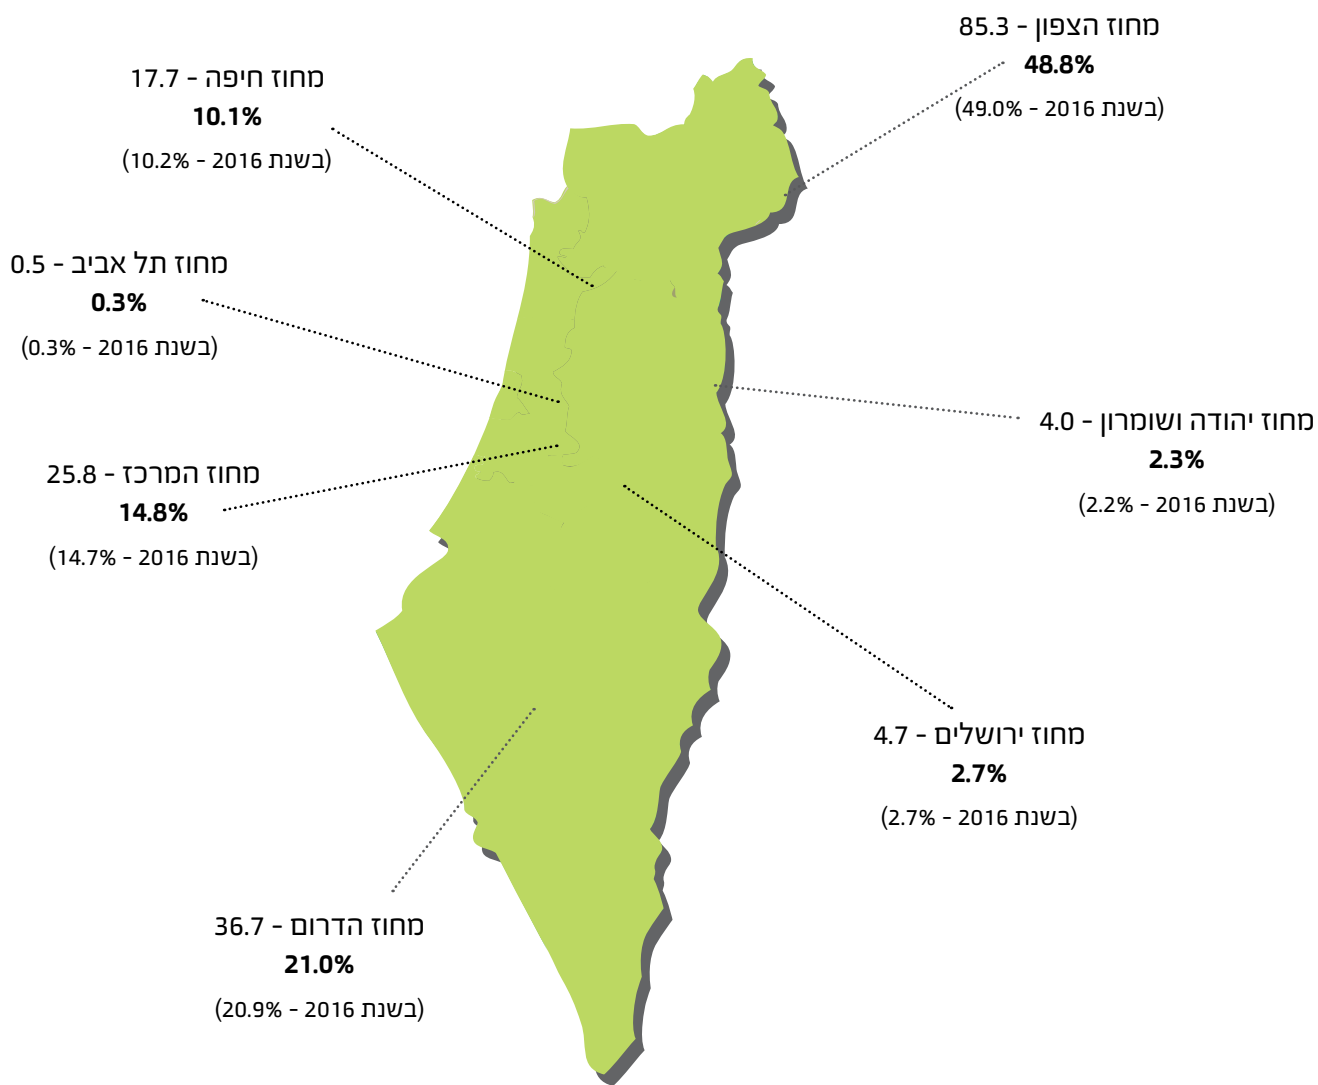 מחוז הצפון - 85.3
48.8%
(בשנת 2016 - 49.0%)
מחוז חיפה - 17.7
10.1%
(בשנת 2016 - 10.2%)
מחוז תל אביב - 0.5
0.3%
(בשנת 2016 - 0.3%)
מחוז יהודה ושומרון - 4.0
2.3%
(בשנת 2016 - 2.2%)
מחוז המרכז - 25.8
14.8%
(בשנת 2016 - 14.7%)
מחוז ירושלים - 4.7
2.7%
(בשנת 2016 - 2.7%)
מחוז הדרום - 36.7
21.0%
(בשנת 2016 - 20.9%)